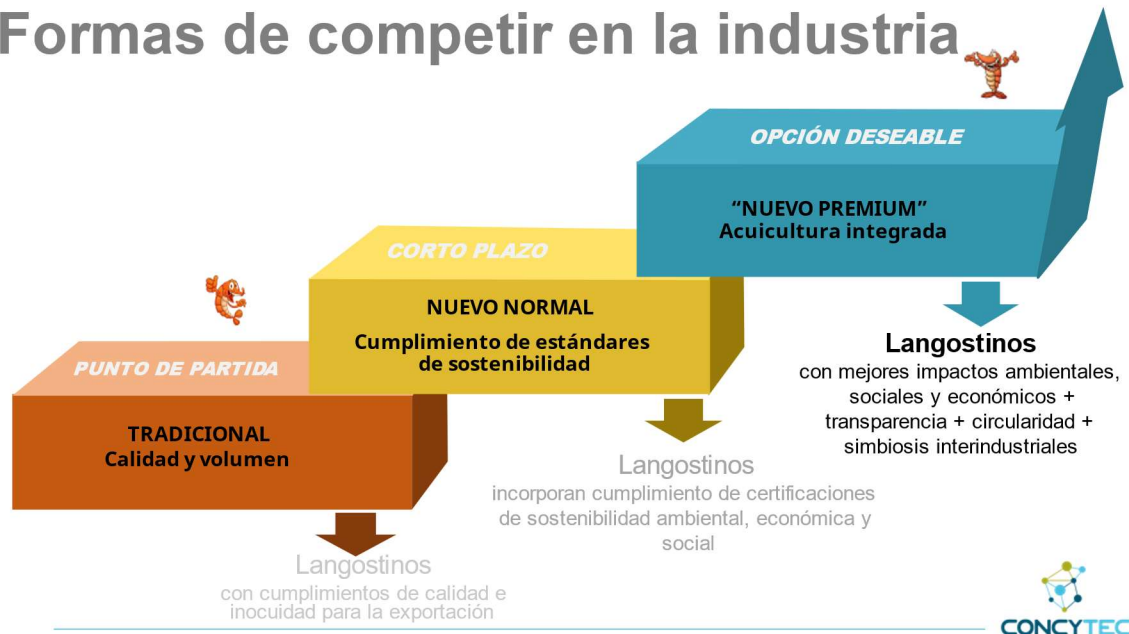 Formas de competir en la industria
OPCIÓN DESEABLE
“NUEVO PREMIUM”
Acuicultura integrada
CORTO PLAZO
NUEVO NORMAL
Cumplimiento de estándares
de sostenibilidad
PUNTO DE PARTIDA
TRADICIONAL
Calidad y volumen
Langostinos
con mejores impactos ambientales,
sociales y económicos +
transparencia + circularidad +
simbiosis interindustriales
Langostinos
incorporan cumplimiento de certificaciones
de sostenibilidad ambiental, económica y
social
Langostinos
con cumplimientos de calidad e
inocuidad para la exportación
CONCYTEC